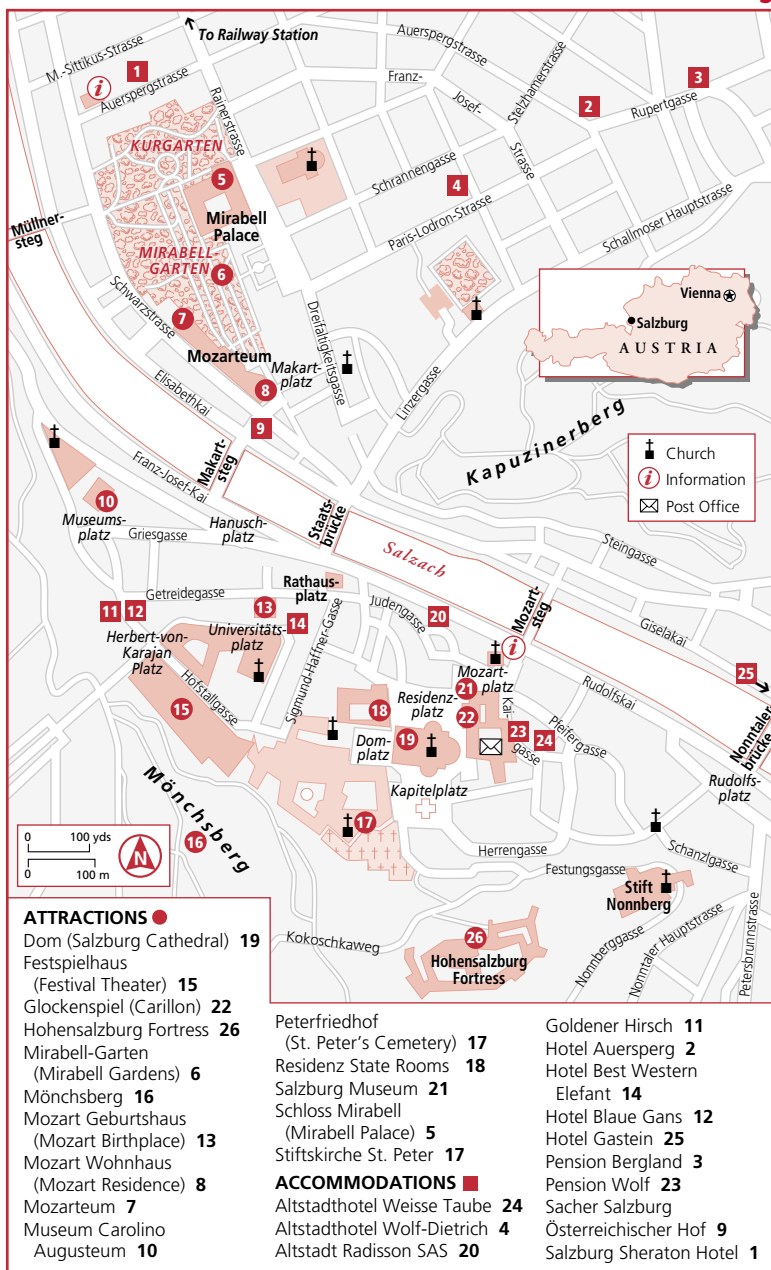 To Railway Station
M.-Sittikus-Strasse
1
Auerspergstrasse
i
Rainerstrasse
Auerspergstrasse
Franz-
Josef-
Strasse
Stelzhamerstrasse
3
2
Rupertgasse
KURGARTEN
5
Mirabell
Palace
Schrannengasse
4
Paris-Lodron-Strasse
Schallmoser Hauptstrasse
Müllner-
steg
MIRABELL-
GARTEN
6
Schwarzstrasse
7
Mozarteum
Dreifaltigkeitsgasse
Makart-
platz
8
Linzergasse
Vienna
Salzburg
AUSTRIA
Elisabethkai
9
Kapuzinerberg
Church
i Information
Post Office
Makart-
steg
Franz-Josef-Kai
10
Museums-
platz
Hanusch-
platz
Griesgasse
Staats-
brücke
Salzach
Steingasse
Rathaus-
platz
Getreidegasse
11
12
13
14
Universitäts-
platz
Judengasse
20
Mozart-
steg
Giselakai
Herbert-von-
Karajan
Platz
Hofstallgasse
15
Sigmund-Haffner-Gasse
i
Mozart-
platz
Rudolfskai
25
21
Residenz-
platz
18
22
Kai-
gasse
23
24
Pfeifergasse
Dom-
platz
19
Nonntaler-
brücke
Rudolfs-
platz
Kapitelplatz
Mönchsberg
16
17
Herrengasse
Schanzlgasse
Festungsgasse
Stift
Nonnberg
0 100 yds
0 100 m
N
Kokoschkaweg
26
Hohensalzburg
Fortress
Nonnberggasse
Nonntaler Hauptstrasse
Petersbrunnstrasse
ATTRACTIONS
Dom (Salzburg Cathedral) 19
Festspielhaus
(Festival Theater) 15
Glockenspiel (Carillon) 22
Hohensalzburg Fortress 26
Mirabell-Garten
(Mirabell Gardens) 6
Mönchsberg 16
Mozart Geburtshaus
(Mozart Birthplace) 13
Mozart Wohnhaus
(Mozart Residence) 8
Mozarteum 7
Museum Carolino
Augusteum 10
Peterfriedhof
(St. Peter's Cemetery) 17
Residenz State Rooms 18
Salzburg Museum 21
Schloss Mirabell
(Mirabell Palace) 5
Stiftskirche St. Peter 17
ACCOMMODATIONS
Altstadthotel Weisse Taube 24
Altstadthotel Wolf-Dietrich 4
Altstadt Radisson SAS 20
Goldener Hirsch 11
Hotel Auersperg 2
Hotel Best Western
Elefant 14
Hotel Blaue Gans 12
Hotel Gastein 25
Pension Bergland 3
Pension Wolf 23
Sacher Salzburg
Österreichischer Hof 9
Salzburg Sheraton Hotel 1